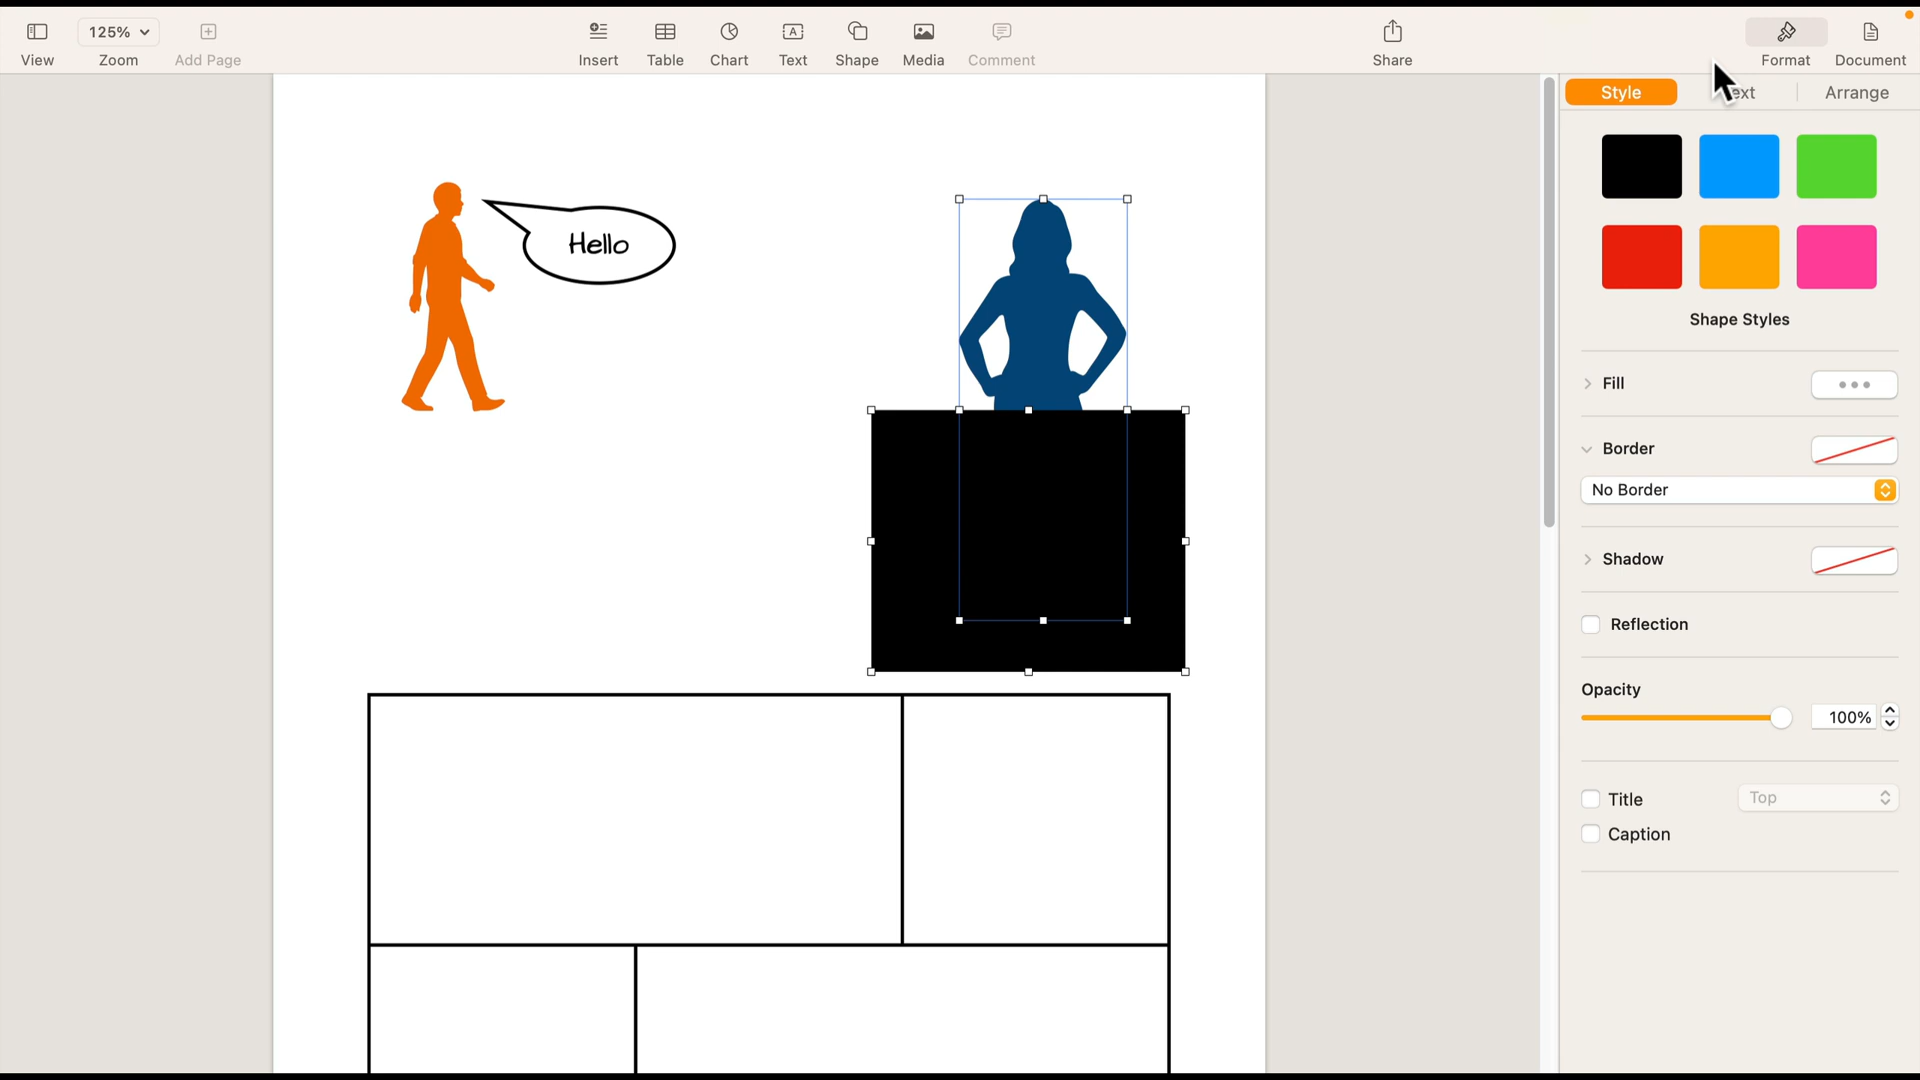 View
125%
Zoom
Add Page
Insert
Table
Chart
Text
Shape
Media
Comment
Share
Format
Document
Style
ext
Arrange
Hello
Shape Styles
Fill
Border
No Border
Shadow
Reflection
Opacity
100%
Title
Top
Caption